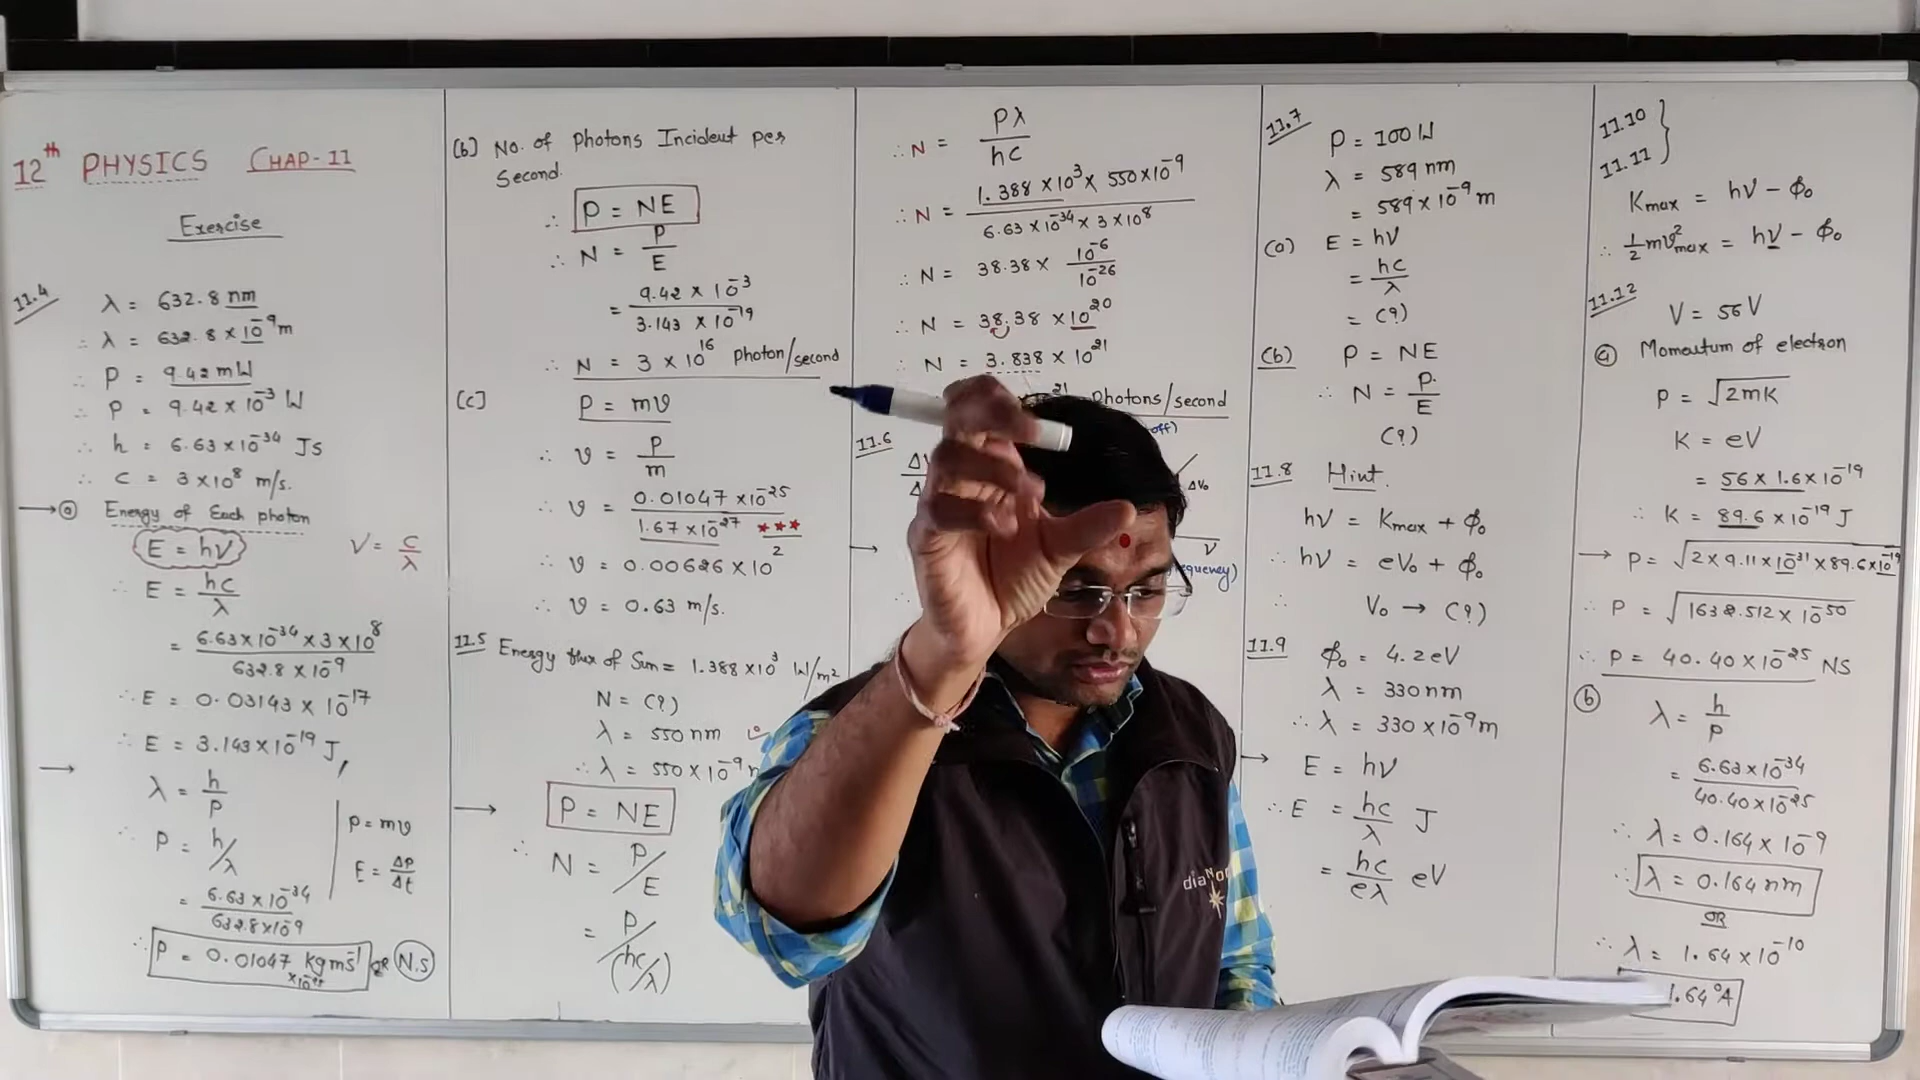 12th PHYSICS CHAP-11
Exercise
11.4
λ = 632.8 nm
∴ λ = 632.8 × 10⁻⁹ m
∴ P = 9.42 mW
∴ P = 9.42 × 10⁻³ W
∴ h = 6.63 × 10⁻³⁴ JS
∴ c = 3×10⁸ m/s.
→ ⓐ Energy of Each photon
E = hν ν = c/λ
∴ E = hc/λ
= 6.63×10⁻³⁴ × 3×10⁸ / 632.8 × 10⁻⁹
∴ E = 0.03143 × 10⁻¹⁷
∴ E = 3.143×10⁻¹⁹ J,
→ λ = h/P
∴ P = h/λ
P = mv
F = ΔP/Δt
= 6.63×10⁻³⁴ / 632.8×10⁻⁹
∴ P = 0.01047 kgms⁻¹ OR N.S
(b) No. of Photons Incident per
Second.
∴ P = NE
∴ N = P/E
= 9.42 × 10⁻³ / 3.143 × 10⁻¹⁹
∴ N = 3 × 10¹⁶ Photon/second
(c) P = mv
∴ v = P/m
∴ v = 0.01047 ×10⁻²⁵ / 1.67 × 10⁻²⁷ ***
∴ v = 0.00626 × 10²
∴ v = 0.63 m/s.
11.5 Energy flux of Sun = 1.388×10³ W/m²
N = (?)
λ = 550 nm
∴ λ = 550 × 10⁻⁹
→ P = NE
∴ N = P/E
= P/(hc/λ)
∴ N = Pλ/hc
∴ N = 1.388 ×10³ × 550×10⁻⁹ / 6.63 × 10⁻³⁴ × 3 × 10⁸
∴ N = 38.38 × 10⁻⁶/10⁻²⁶
∴ N = 38.38 × 10²⁰
∴ N = 3.838 × 10²¹
21 Photons/second
11.6
off)
ΔV₀
→
ν
11.7
P = 100 W
λ = 589 nm
= 589 × 10⁻⁹ m
(a) E = hν
= hc/λ
= (?)
(b) P = NE
∴ N = P/E
(?)
11.8 Hint.
hν = Kmax + ϕ₀
∴ hν = eV₀ + ϕ₀
∴ V₀ → (?)
11.9 ϕ₀ = 4.2 eV
λ = 330 nm
∴ λ = 330 × 10⁻⁹ m
→ E = hν
∴ E = hc/λ J
= hc/eλ eV
11.10
11.11
Kmax = hν − ϕ₀
∴ ½mv²max = hν − ϕ₀
11.12
V = 56 V
ⓐ Momentum of electron
P = √2mK
K = eV
= 56 × 1.6 × 10⁻¹⁹
∴ K = 89.6 × 10⁻¹⁹ J
→ P = √2 × 9.11 × 10⁻³¹ × 89.6 × 10⁻¹⁹
∴ P = √1632.512 × 10⁻⁵⁰
∴ P = 40.40 × 10⁻²⁵ NS
ⓑ λ = h/P
= 6.63 × 10⁻³⁴ / 40.40 × 10⁻²⁵
∴ λ = 0.164 × 10⁻⁹
∴ λ = 0.164 nm
OR
∴ λ = 1.64 × 10⁻¹⁰
1.64 °A
diaNor